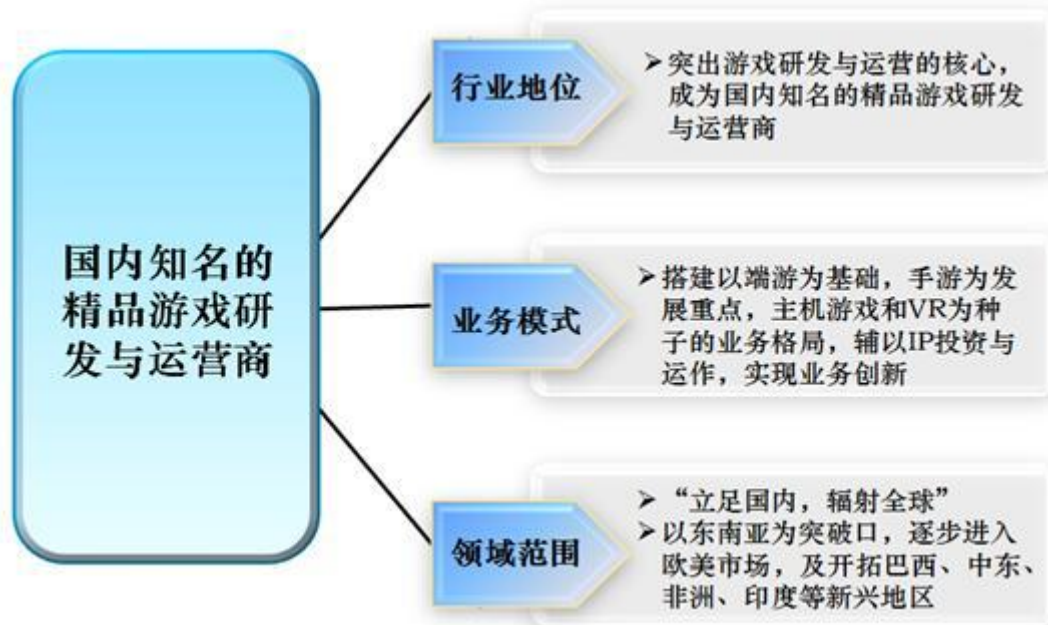 国内知名的
精品游戏研
发与运营商
行业地位
➢突出游戏研发与运营的核心，
成为国内知名的精品游戏研发
与运营商
业务模式
➢搭建以端游为基础，手游为发
展重点，主机游戏和VR为种
子的业务格局，辅以IP投资与
运作，实现业务创新
领域范围
➢“立足国内，辐射全球”
➢以东南亚为突破口，逐步进入
欧美市场，及开拓巴西、中东、
非洲、印度等新兴地区